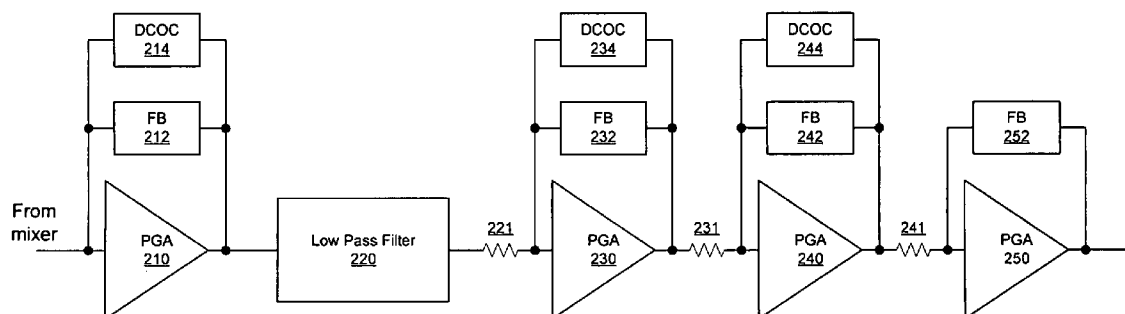 DCOC
214
DCOC
234
DCOC
244
FB
212
FB
232
FB
242
FB
252
From
mixer
PGA
210
Low Pass Filter
220
221
PGA
230
231
PGA
240
241
PGA
250